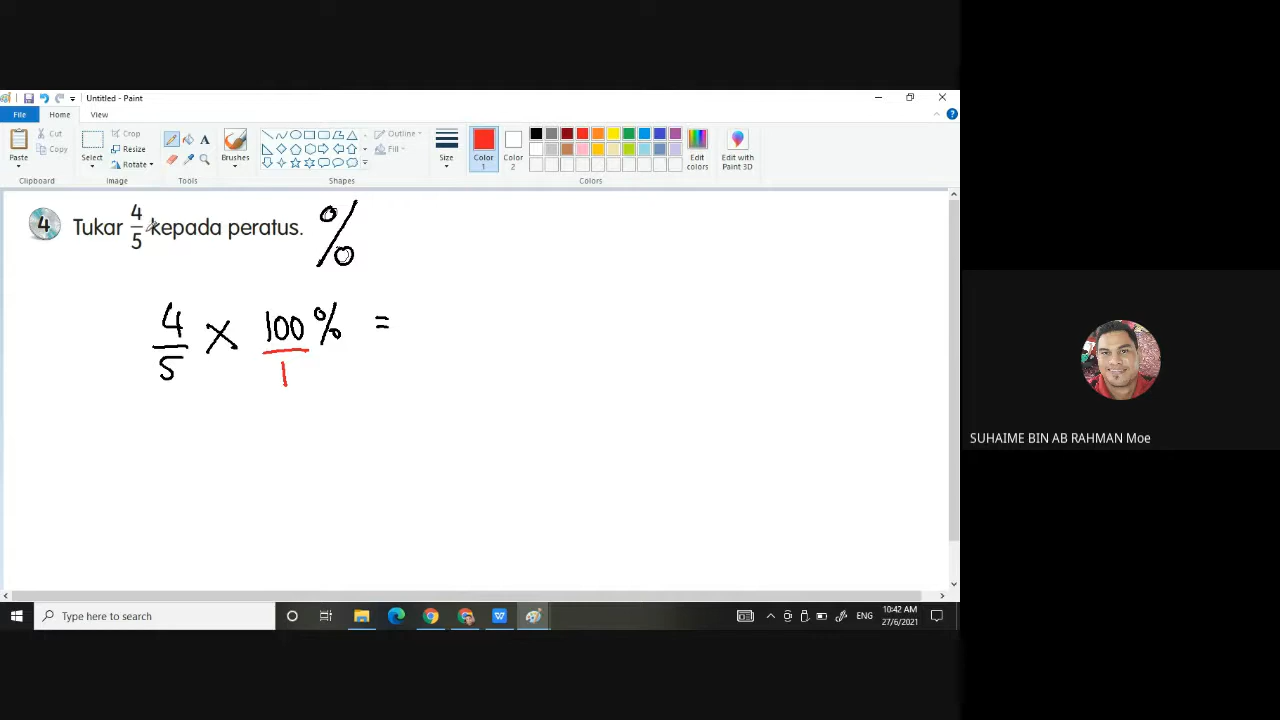 Untitled - Paint
File Home View
Paste
Cut
Copy
Clipboard
Select
Crop
Resize
Rotate
Image
Tools
Brushes
Shapes
Outline
Fill
Size
Color 1
Color 2
Edit colors
Edit with Paint 3D
Colors
4 Tukar 4/5 kepada peratus. %
4/5 × 100%/1 =
SUHAIME BIN AB RAHMAN Moe
Type here to search
ENG
10:42 AM
27/6/2021